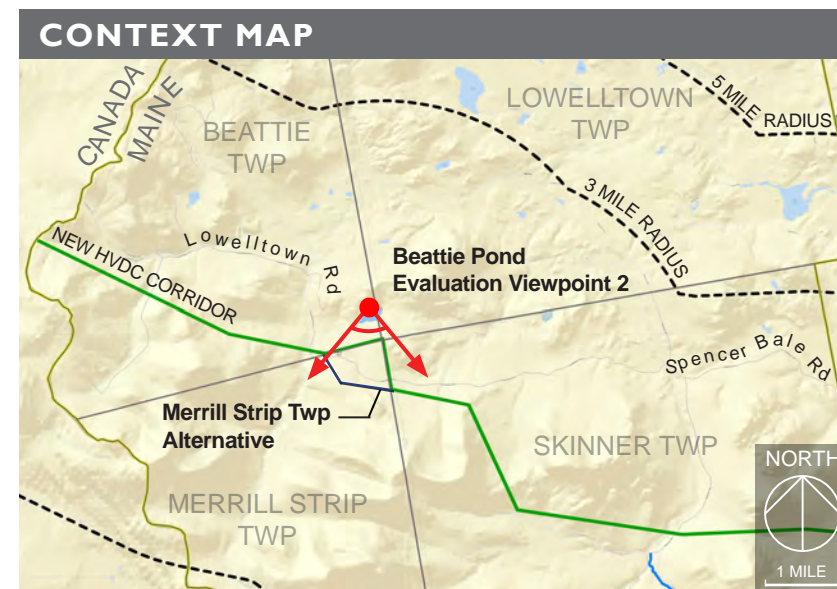 CONTEXT MAP
CANADA
MAINE
BEATTIE
TWP
LOWELLTOWN
TWP
5 MILE RADIUS
3 MILE RADIUS
Lowelltown Rd
NEW HVDC CORRIDOR
Beattie Pond
Evaluation Viewpoint 2
Spencer Bale Rd
Merrill Strip Twp
Alternative
SKINNER TWP
MERRILL STRIP
TWP
NORTH
1 MILE